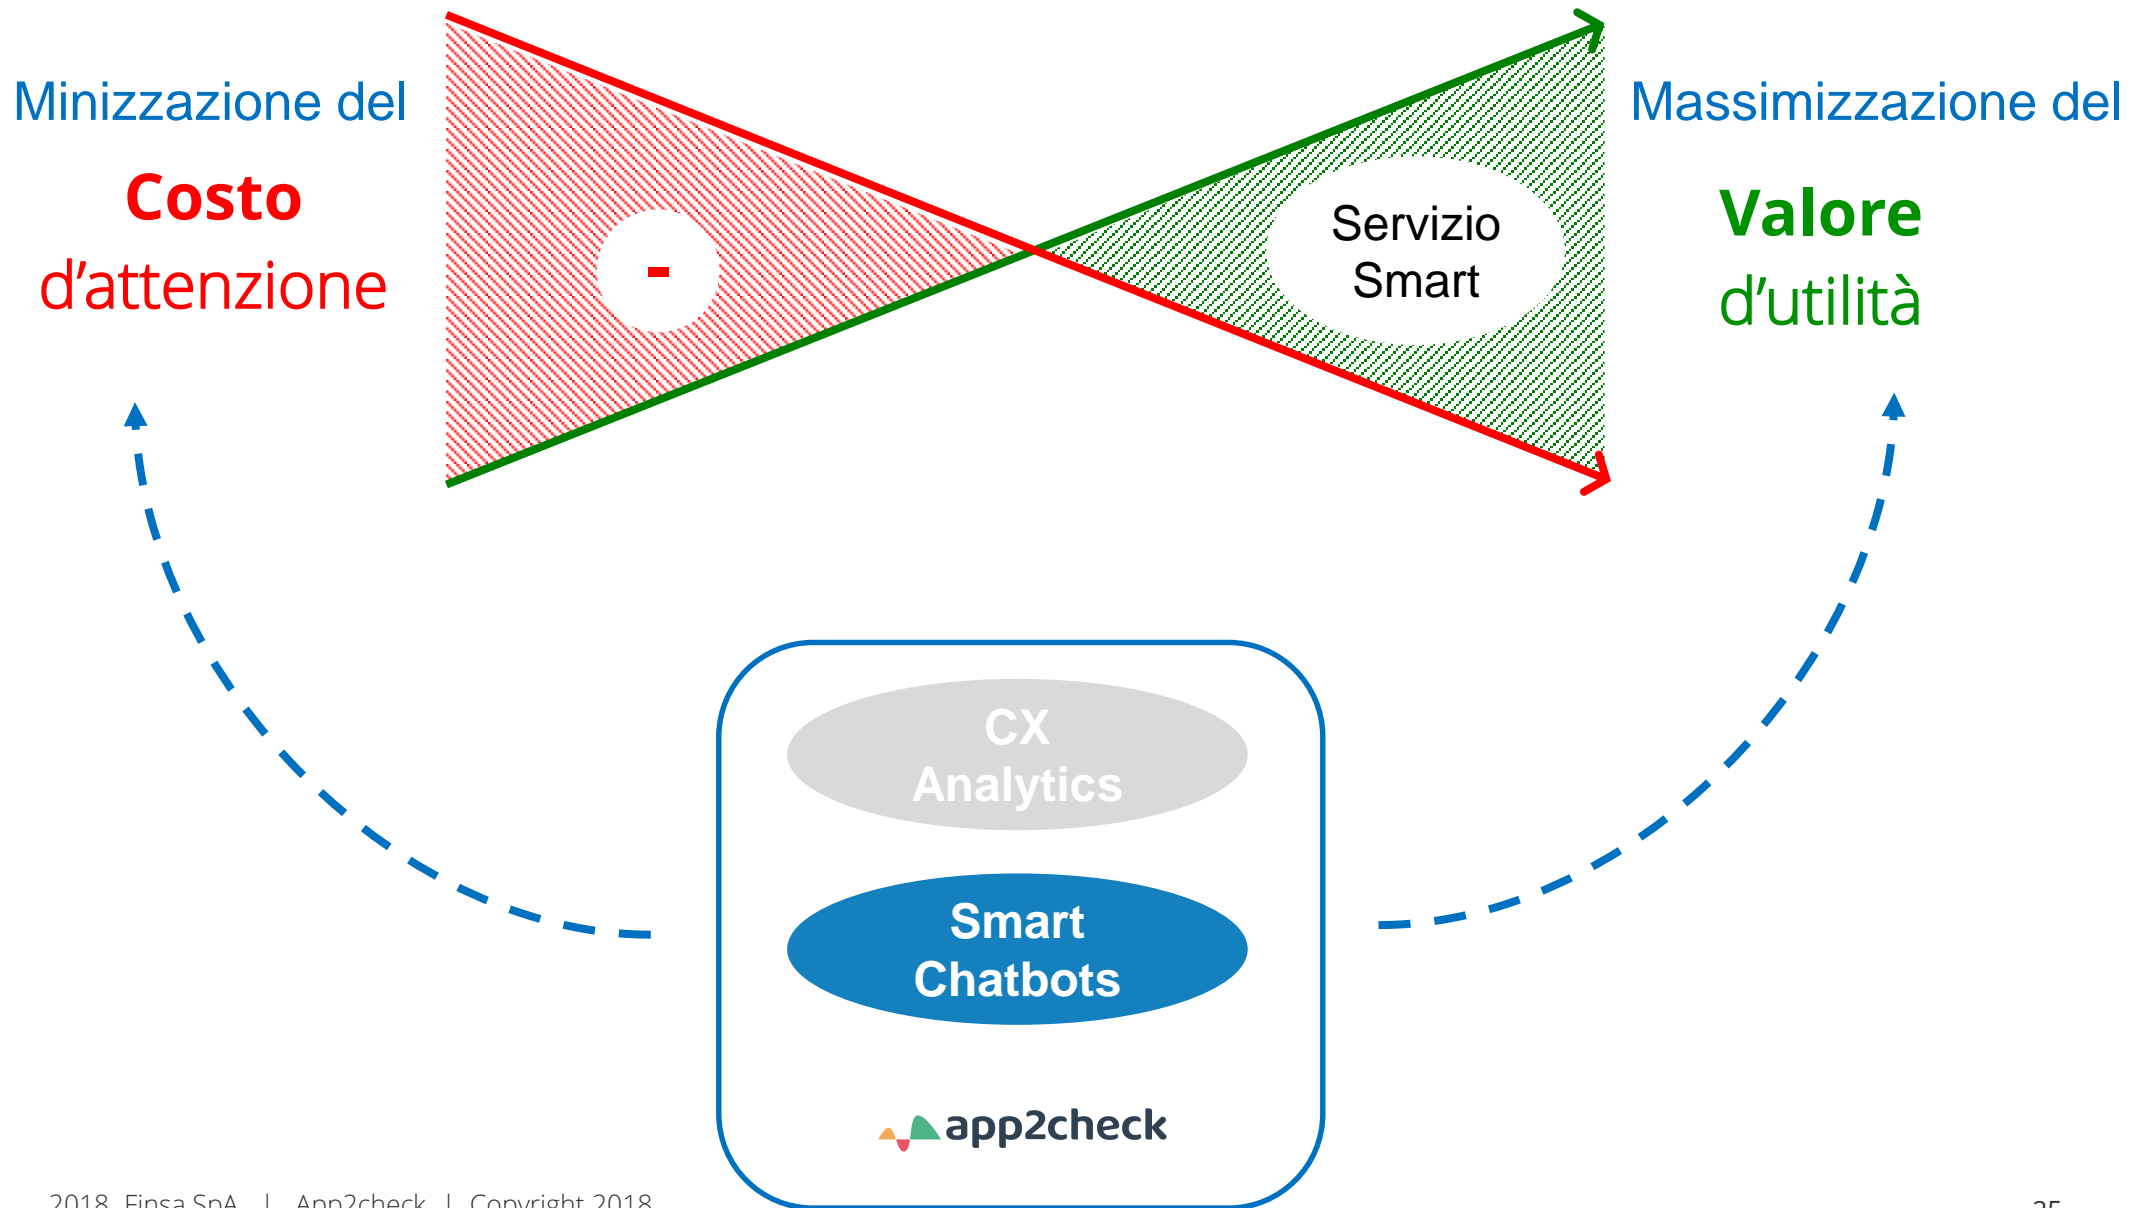 Minizzazione del
Costo
d'attenzione
-
Servizio
Smart
Massimizzazione del
Valore
d'utilità
CX
Analytics
Smart
Chatbots
app2check
2018 Finsa SpA | App2check | Copyright 2018
25